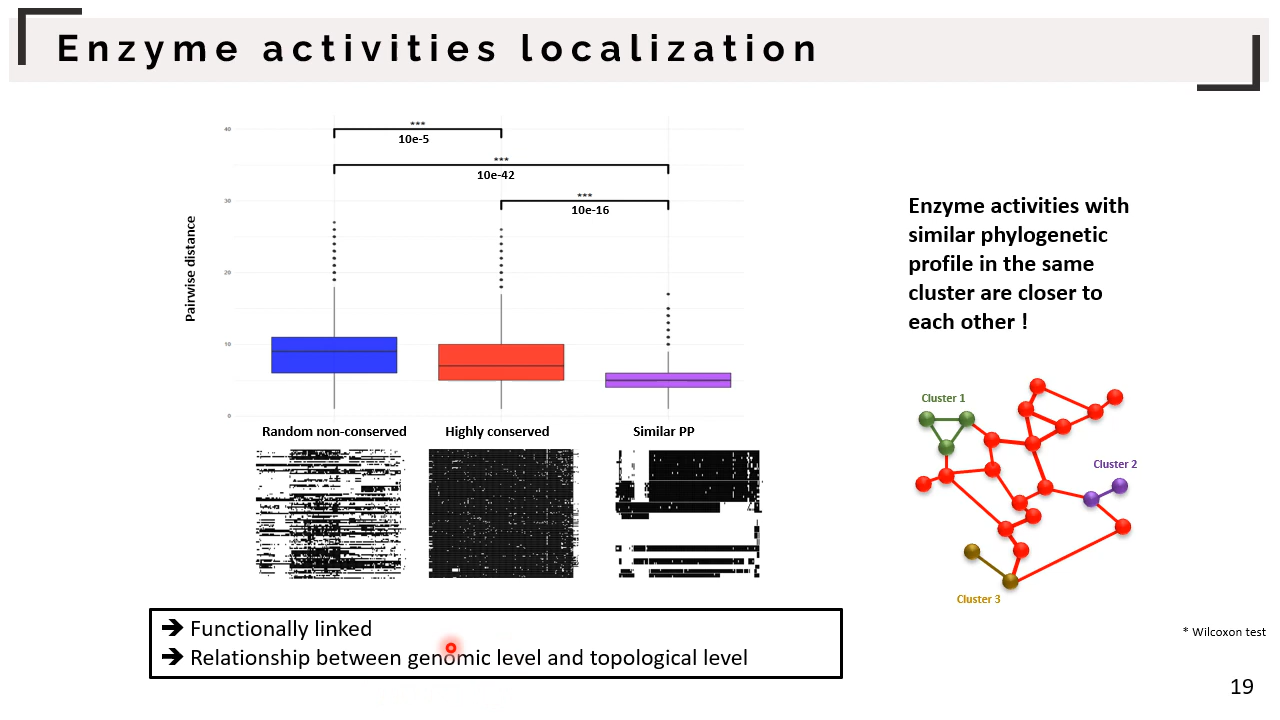 Enzyme activities localization
40
***
10e-5
***
10e-42
***
30
10e-16
20
10
0
Pairwise distance
Random non-conserved
Highly conserved
Similar PP
Enzyme activities with
similar phylogenetic
profile in the same
cluster are closer to
each other !
Cluster 1
Cluster 2
Cluster 3
➔ Functionally linked
➔ Relationship between genomic level and topological level
* Wilcoxon test
19